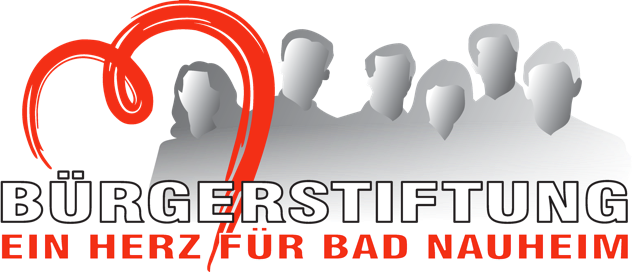 BÜRGERSTIFTUNG
EIN HERZ FÜR BAD NAUHEIM